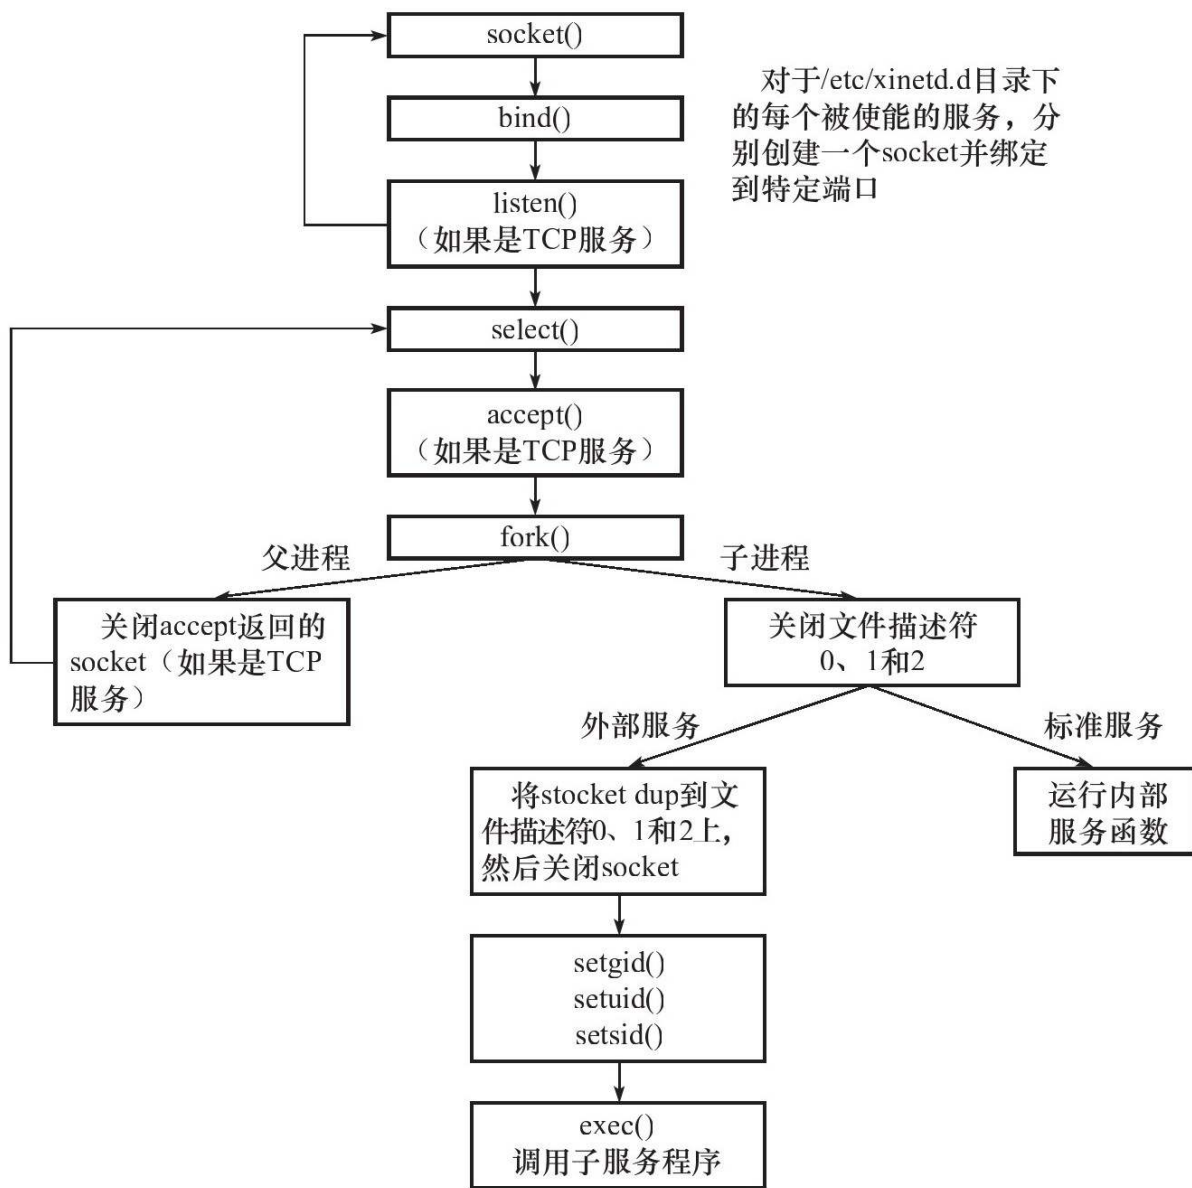 socket()
对于/etc/xinetd.d目录下
的每个被使能的服务，分
别创建一个socket并绑定
到特定端口
bind()
listen()
（如果是TCP服务）
select()
accept()
（如果是TCP服务）
fork()
父进程
子进程
关闭accept返回的
socket（如果是TCP
服务）
关闭文件描述符
0、1和2
外部服务
标准服务
将stocket dup到文
件描述符0、1和2上，
然后关闭socket
运行内部
服务函数
setgid()
setuid()
setsid()
exec()
调用子服务程序